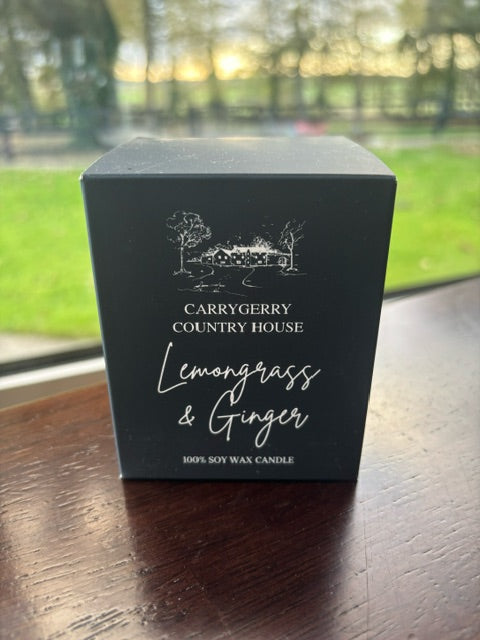 CARRYGERRY
COUNTRY HOUSE
Lemongrass
& Ginger
100% SOY WAX CANDLE